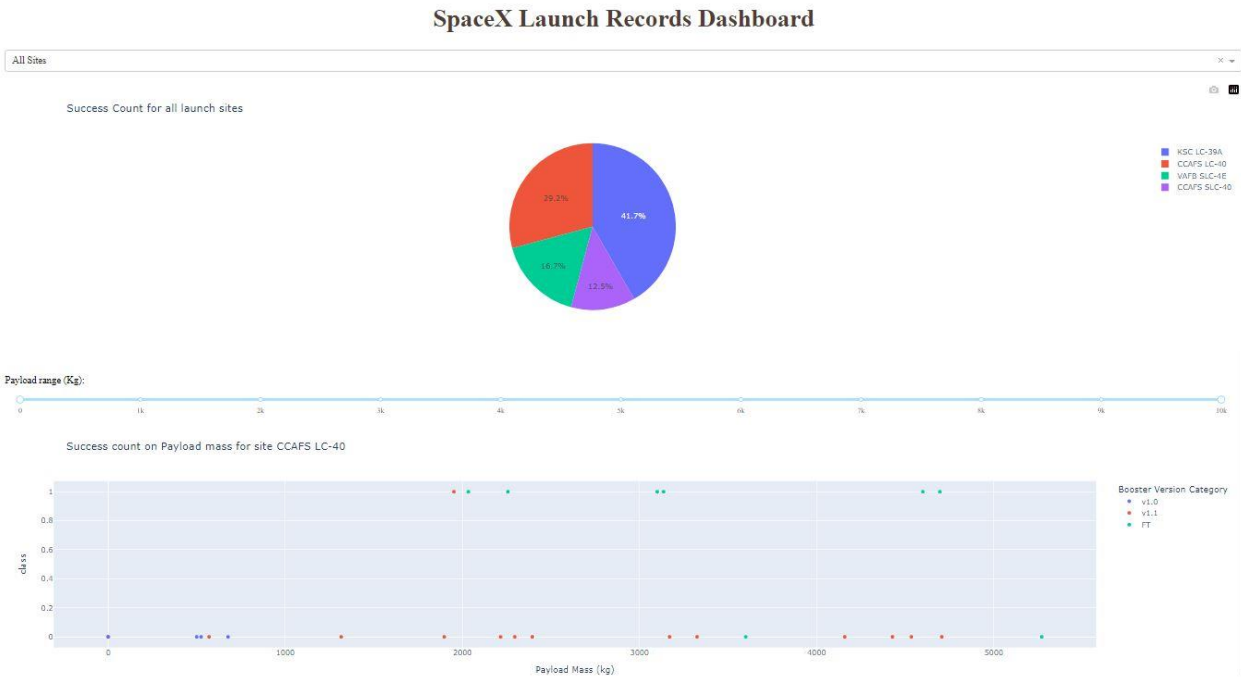 SpaceX Launch Records Dashboard
All Sites
Success Count for all launch sites
KSC LC-39A
CCAFS LC-40
VAFB SLC-4E
CCAFS SLC-40
29.2%
41.7%
16.7%
12.5%
Payload range (Kg):
0 1k 2k 3k 4k 5k 6k 7k 8k 9k 10k
Success count on Payload mass for site CCAFS LC-40
Booster Version Category
v1.0
v1.1
FT
class
1
0.8
0.6
0.4
0.2
0
0 1000 2000 3000 4000 5000
Payload Mass (kg)